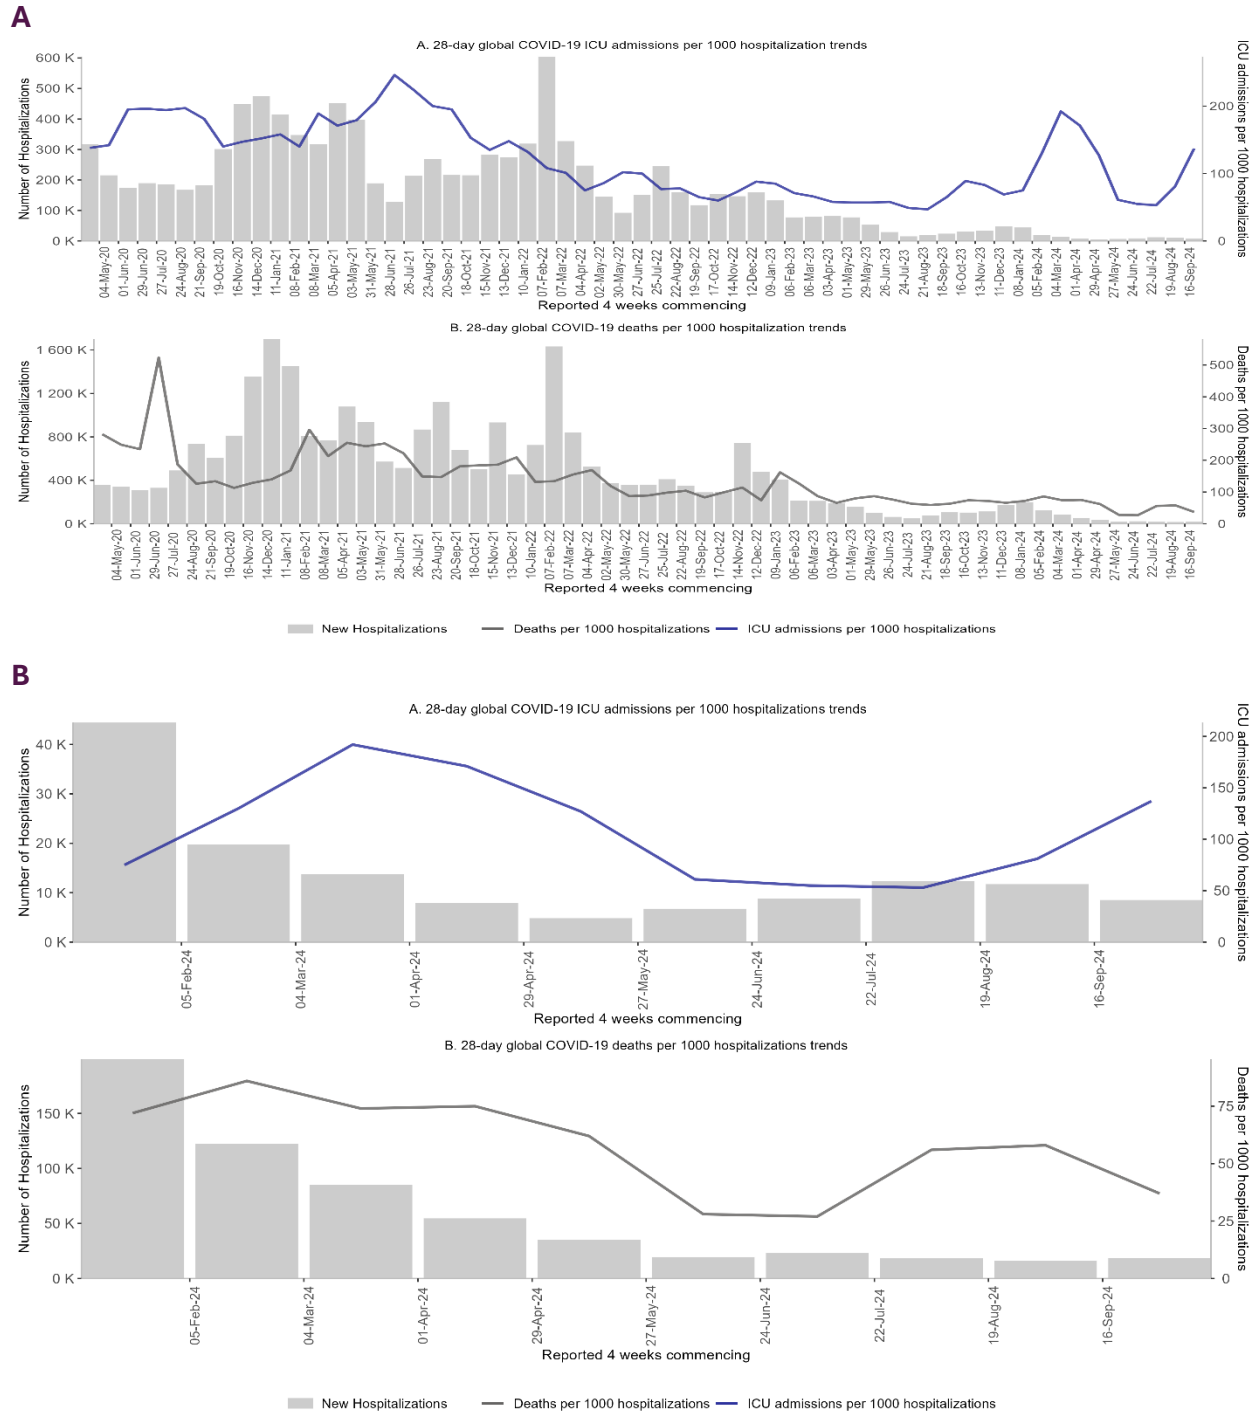 A
A. 28-day global COVID-19 ICU admissions per 1000 hospitalization trends
Number of Hospitalizations
600 K
500 K
400 K
300 K
200 K
100 K
0 K
ICU admissions per 1000 hospitalizations
200
100
0
04-May-20
01-Jun-20
29-Jun-20
27-Jul-20
24-Aug-20
21-Sep-20
19-Oct-20
16-Nov-20
14-Dec-20
11-Jan-21
08-Feb-21
08-Mar-21
05-Apr-21
03-May-21
31-May-21
28-Jun-21
26-Jul-21
23-Aug-21
20-Sep-21
18-Oct-21
15-Nov-21
13-Dec-21
10-Jan-22
07-Feb-22
07-Mar-22
04-Apr-22
02-May-22
30-May-22
27-Jun-22
25-Jul-22
22-Aug-22
19-Sep-22
17-Oct-22
14-Nov-22
12-Dec-22
09-Jan-23
06-Feb-23
06-Mar-23
03-Apr-23
01-May-23
29-May-23
26-Jun-23
24-Jul-23
21-Aug-23
18-Sep-23
16-Oct-23
13-Nov-23
11-Dec-23
08-Jan-24
05-Feb-24
04-Mar-24
01-Apr-24
29-Apr-24
27-May-24
24-Jun-24
22-Jul-24
19-Aug-24
16-Sep-24
Reported 4 weeks commencing
B. 28-day global COVID-19 deaths per 1000 hospitalization trends
Number of Hospitalizations
1 600 K
1 200 K
800 K
400 K
0 K
Deaths per 1000 hospitalizations
500
400
300
200
100
0
04-May-20
01-Jun-20
29-Jun-20
27-Jul-20
24-Aug-20
21-Sep-20
19-Oct-20
16-Nov-20
14-Dec-20
11-Jan-21
08-Feb-21
08-Mar-21
05-Apr-21
03-May-21
31-May-21
28-Jun-21
26-Jul-21
23-Aug-21
20-Sep-21
18-Oct-21
15-Nov-21
13-Dec-21
10-Jan-22
07-Feb-22
07-Mar-22
04-Apr-22
02-May-22
30-May-22
27-Jun-22
25-Jul-22
22-Aug-22
19-Sep-22
17-Oct-22
14-Nov-22
12-Dec-22
09-Jan-23
06-Feb-23
06-Mar-23
03-Apr-23
01-May-23
29-May-23
26-Jun-23
24-Jul-23
21-Aug-23
18-Sep-23
16-Oct-23
13-Nov-23
11-Dec-23
08-Jan-24
05-Feb-24
04-Mar-24
01-Apr-24
29-Apr-24
27-May-24
24-Jun-24
22-Jul-24
19-Aug-24
16-Sep-24
Reported 4 weeks commencing
New Hospitalizations
Deaths per 1000 hospitalizations
ICU admissions per 1000 hospitalizations
B
A. 28-day global COVID-19 ICU admissions per 1000 hospitalizations trends
Number of Hospitalizations
40 K
30 K
20 K
10 K
0 K
ICU admissions per 1000 hospitalizations
200
150
100
50
0
05-Feb-24
04-Mar-24
01-Apr-24
29-Apr-24
27-May-24
24-Jun-24
22-Jul-24
19-Aug-24
16-Sep-24
Reported 4 weeks commencing
B. 28-day global COVID-19 deaths per 1000 hospitalizations trends
Number of Hospitalizations
150 K
100 K
50 K
0 K
Deaths per 1000 hospitalizations
75
50
25
0
05-Feb-24
04-Mar-24
01-Apr-24
29-Apr-24
27-May-24
24-Jun-24
22-Jul-24
19-Aug-24
16-Sep-24
Reported 4 weeks commencing
New Hospitalizations
Deaths per 1000 hospitalizations
ICU admissions per 1000 hospitalizations